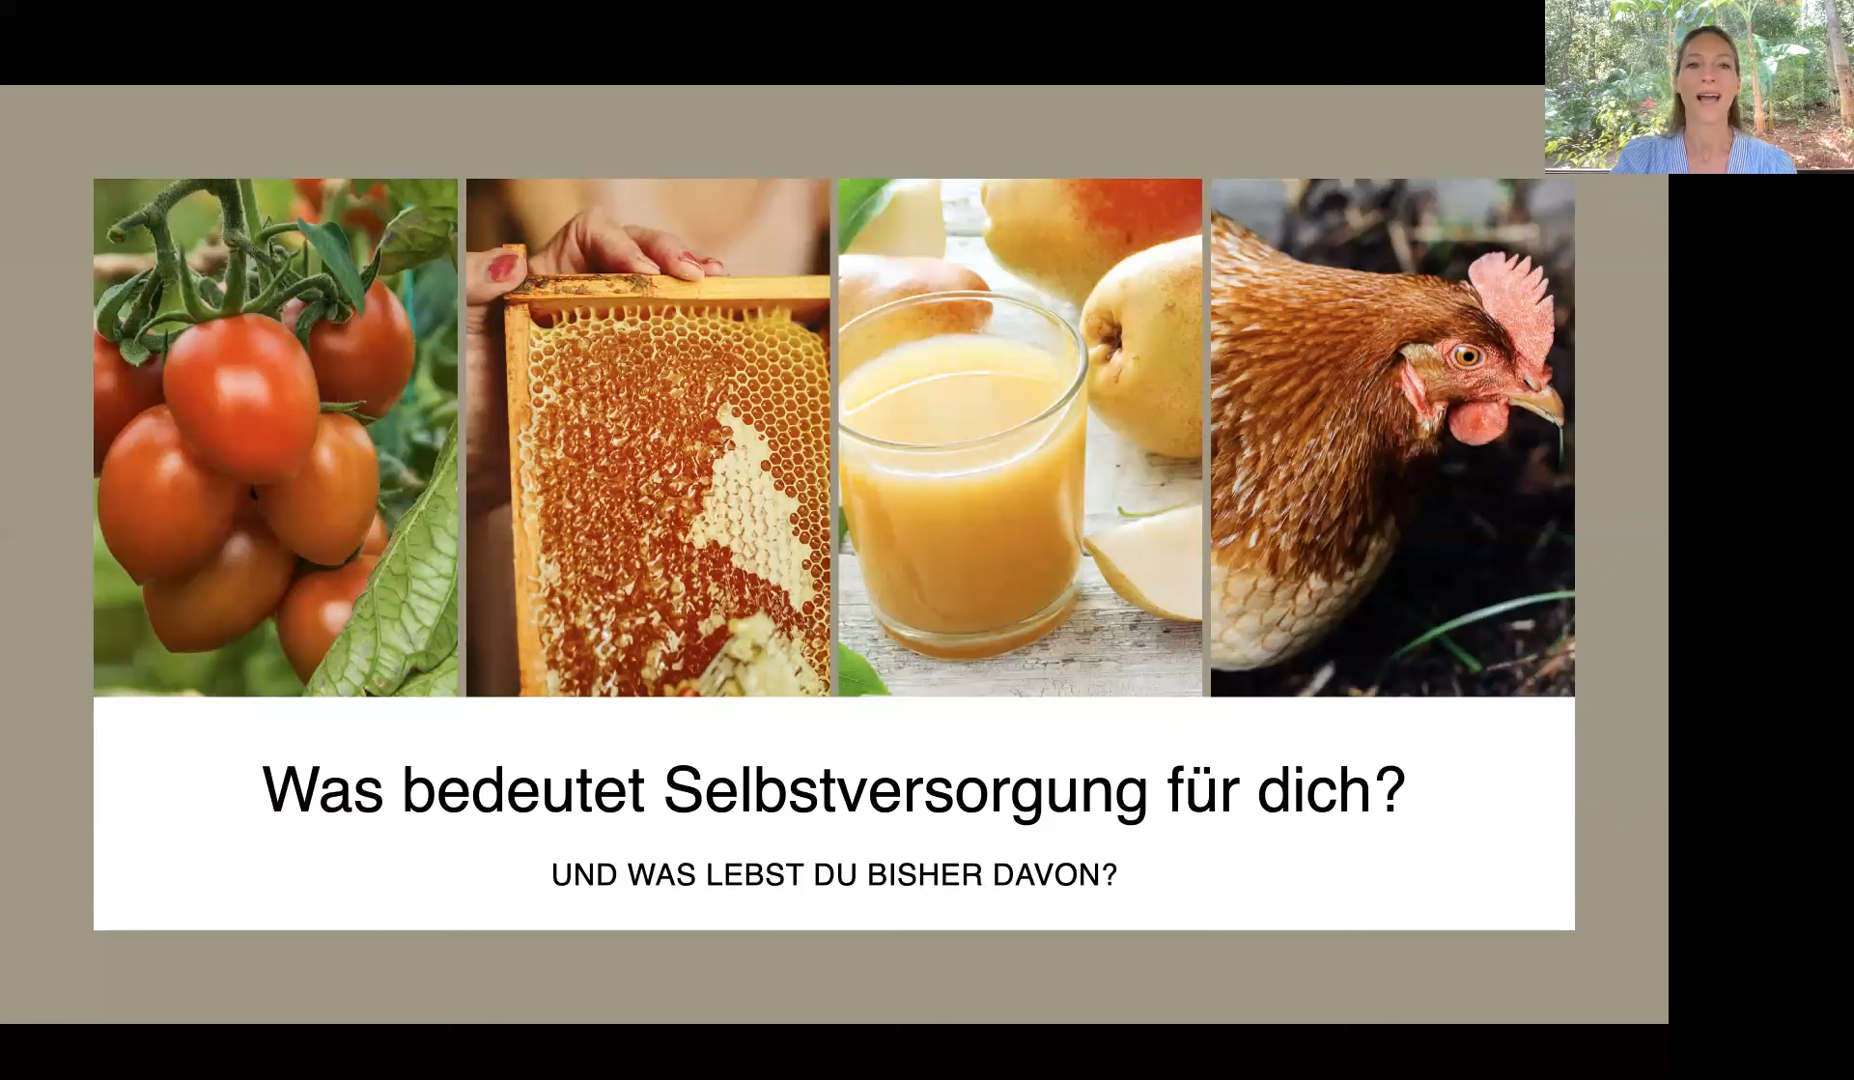 Was bedeutet Selbstversorgung für dich?
UND WAS LEBST DU BISHER DAVON?